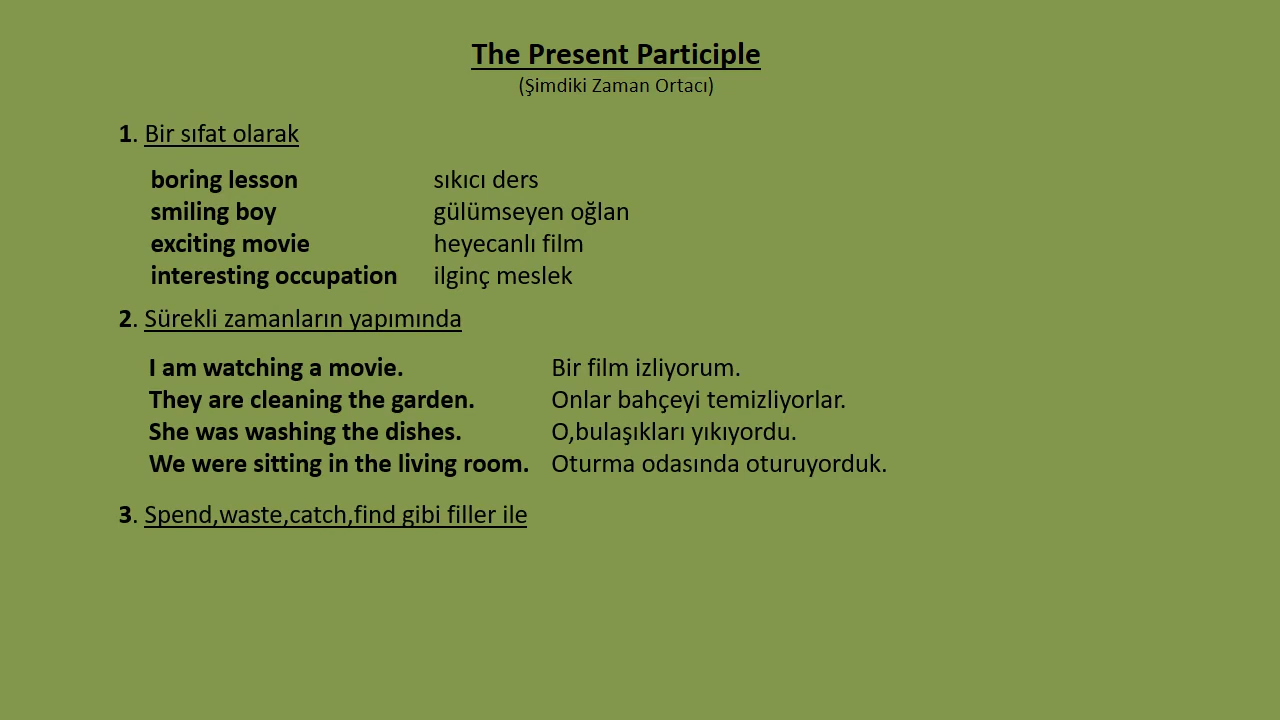 The Present Participle
(Şimdiki Zaman Ortacı)
1. Bir sıfat olarak
boring lesson sıkıcı ders
smiling boy gülümseyen oğlan
exciting movie heyecanlı film
interesting occupation ilginç meslek
2. Sürekli zamanların yapımında
I am watching a movie. Bir film izliyorum.
They are cleaning the garden. Onlar bahçeyi temizliyorlar.
She was washing the dishes. O,bulaşıkları yıkıyordu.
We were sitting in the living room. Oturma odasında oturuyorduk.
3. Spend,waste,catch,find gibi filler ile